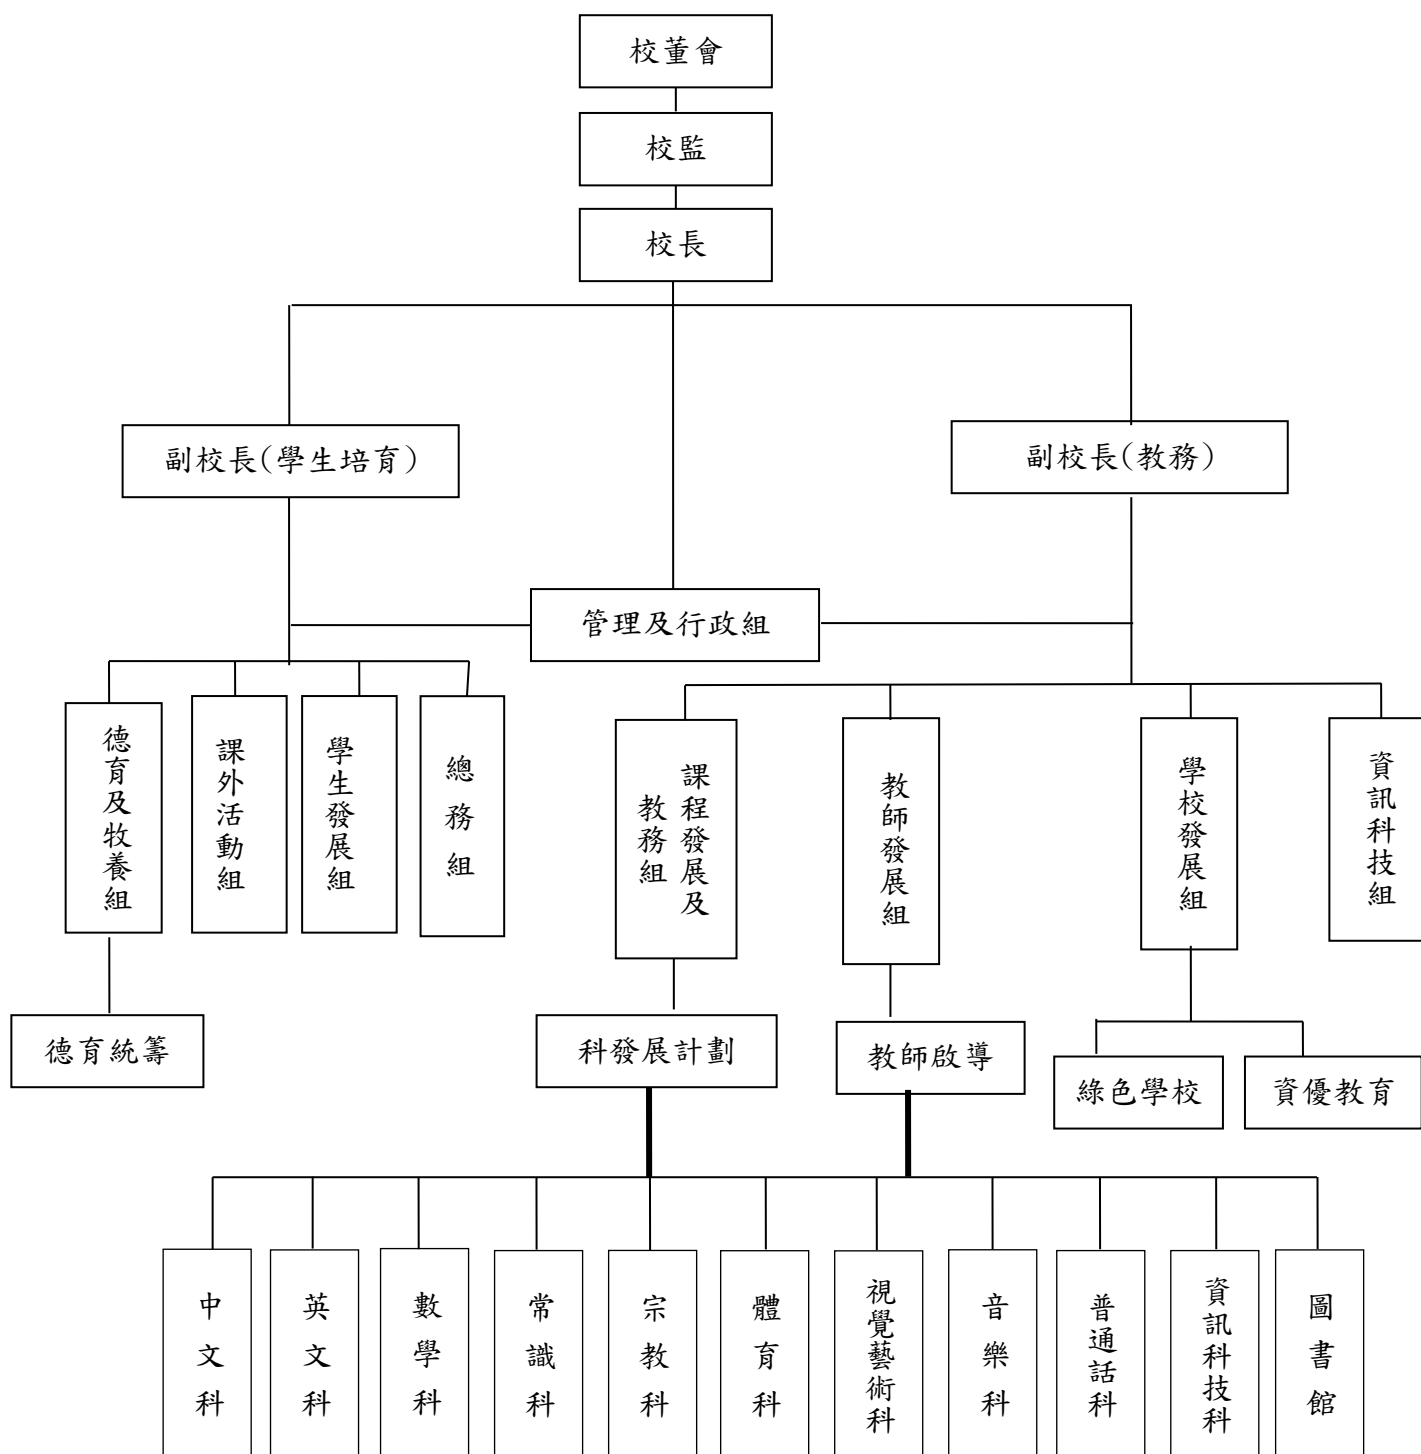 校董會
校監
校長
副校長(學生培育)
副校長(教務)
管理及行政組
德育及牧養組
課外活動組
學生發展組
總務組
課程發展及
教務組
教師發展組
學校發展組
資訊科技組
德育統籌
科發展計劃
教師啟導
綠色學校
資優教育
中文科
英文科
數學科
常識科
宗教科
體育科
視覺藝術科
音樂科
普通話科
資訊科技科
圖書館